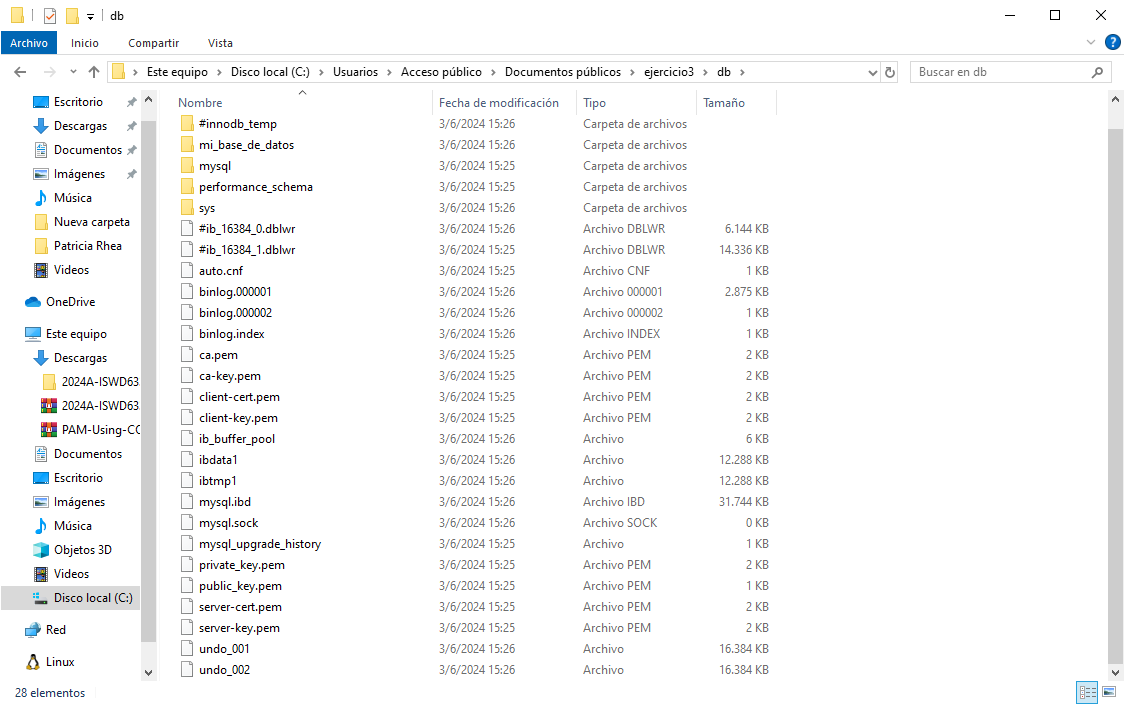 db
Archivo Inicio Compartir Vista
Este equipo > Disco local (C:) > Usuarios > Acceso público > Documentos públicos > ejercicio3 > db >
Buscar en db
Escritorio
Descargas
Documentos
Imágenes
Música
Nueva carpeta
Patricia Rhea
Videos
OneDrive
Este equipo
Descargas
2024A-ISWD63
2024A-ISWD63
PAM-Using-CC
Documentos
Escritorio
Imágenes
Música
Objetos 3D
Videos
Disco local (C:)
Red
Linux
Nombre Fecha de modificación Tipo Tamaño
#innodb_temp 3/6/2024 15:26 Carpeta de archivos
mi_base_de_datos 3/6/2024 15:26 Carpeta de archivos
mysql 3/6/2024 15:25 Carpeta de archivos
performance_schema 3/6/2024 15:25 Carpeta de archivos
sys 3/6/2024 15:26 Carpeta de archivos
#ib_16384_0.dblwr 3/6/2024 15:26 Archivo DBLWR 6.144 KB
#ib_16384_1.dblwr 3/6/2024 15:25 Archivo DBLWR 14.336 KB
auto.cnf 3/6/2024 15:25 Archivo CNF 1 KB
binlog.000001 3/6/2024 15:26 Archivo 000001 2.875 KB
binlog.000002 3/6/2024 15:26 Archivo 000002 1 KB
binlog.index 3/6/2024 15:26 Archivo INDEX 1 KB
ca.pem 3/6/2024 15:25 Archivo PEM 2 KB
ca-key.pem 3/6/2024 15:25 Archivo PEM 2 KB
client-cert.pem 3/6/2024 15:25 Archivo PEM 2 KB
client-key.pem 3/6/2024 15:25 Archivo PEM 2 KB
ib_buffer_pool 3/6/2024 15:26 Archivo 6 KB
ibdata1 3/6/2024 15:26 Archivo 12.288 KB
ibtmp1 3/6/2024 15:26 Archivo 12.288 KB
mysql.ibd 3/6/2024 15:26 Archivo IBD 31.744 KB
mysql.sock 3/6/2024 15:26 Archivo SOCK 0 KB
mysql_upgrade_history 3/6/2024 15:25 Archivo 1 KB
private_key.pem 3/6/2024 15:25 Archivo PEM 2 KB
public_key.pem 3/6/2024 15:25 Archivo PEM 1 KB
server-cert.pem 3/6/2024 15:25 Archivo PEM 2 KB
server-key.pem 3/6/2024 15:25 Archivo PEM 2 KB
undo_001 3/6/2024 15:26 Archivo 16.384 KB
undo_002 3/6/2024 15:26 Archivo 16.384 KB
28 elementos